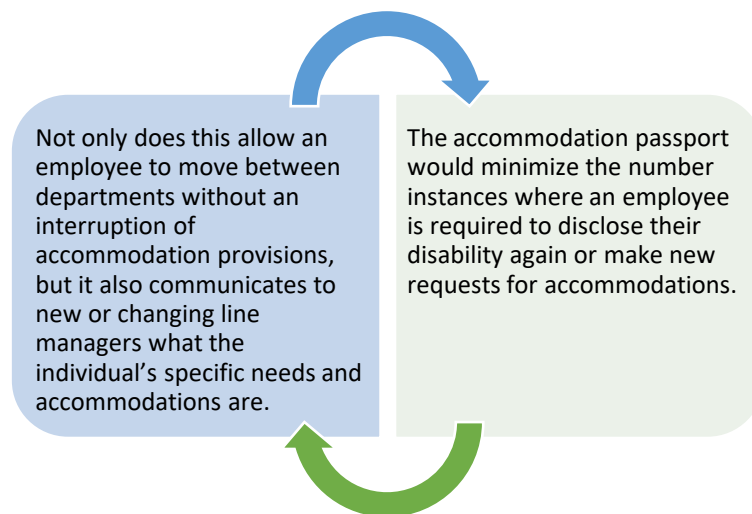 Not only does this allow an
employee to move between
departments without an
interruption of
accommodation provisions,
but it also communicates to
new or changing line
managers what the
individual’s specific needs and
accommodations are.
The accommodation passport
would minimize the number
instances where an employee
is required to disclose their
disability again or make new
requests for accommodations.